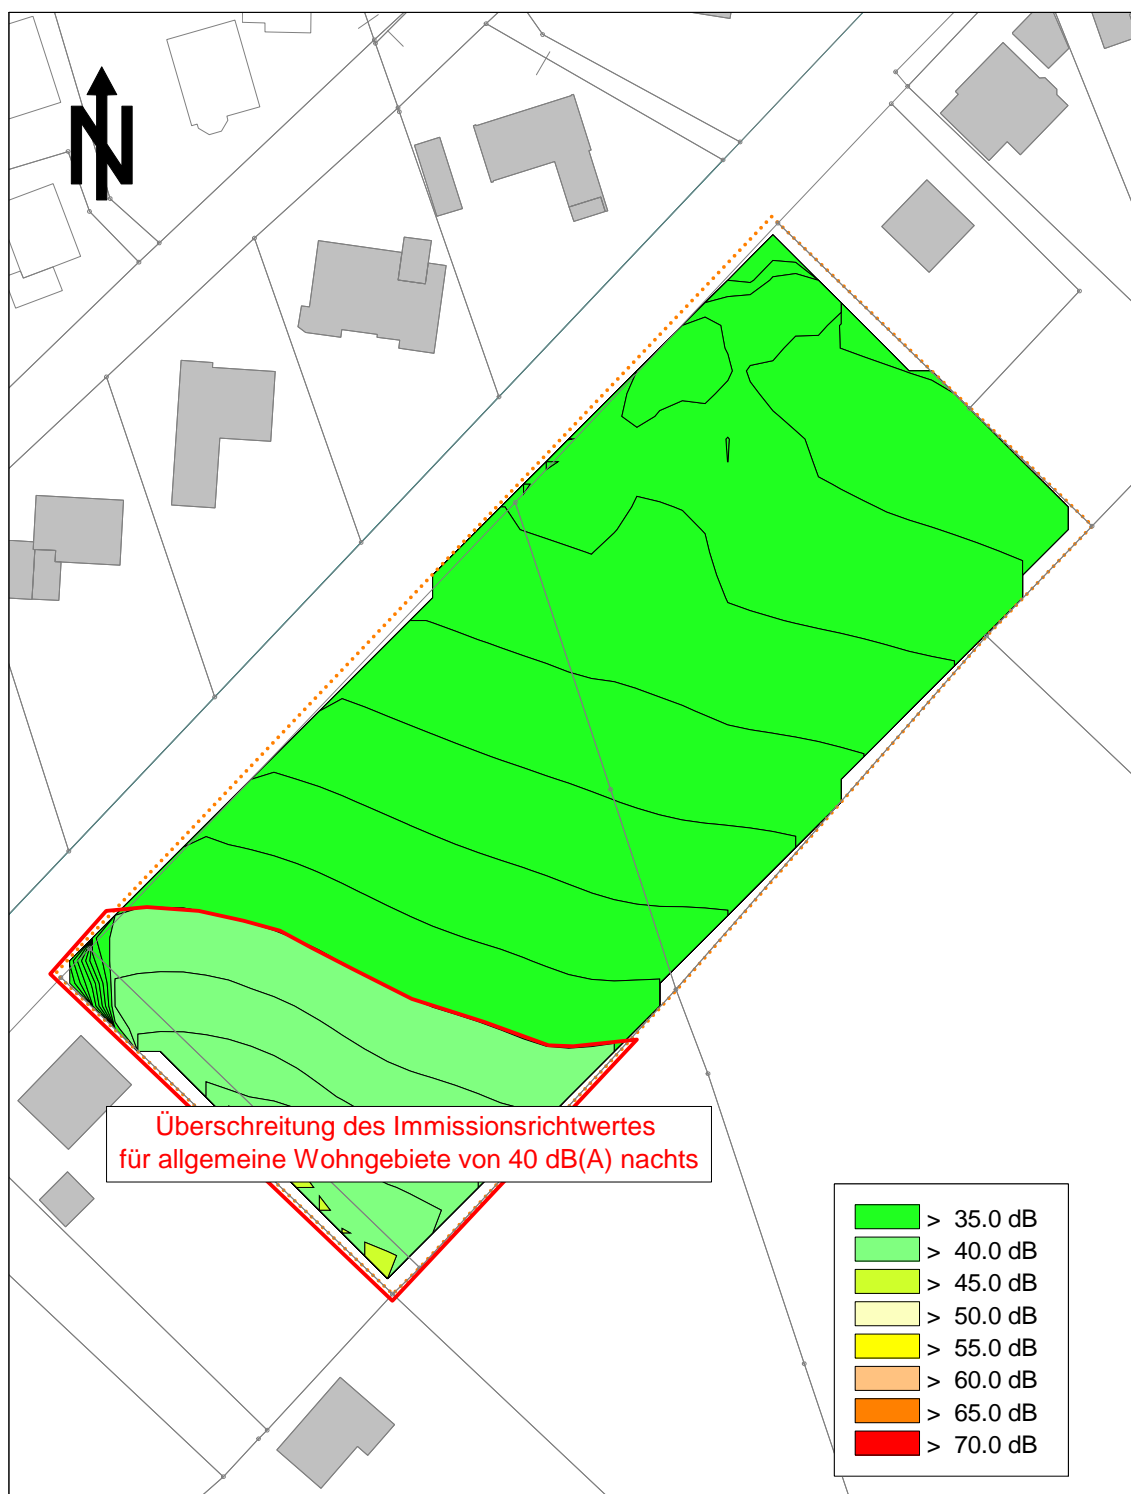 N
Überschreitung des Immissionsrichtwertes
für allgemeine Wohngebiete von 40 dB(A) nachts
> 35.0 dB
> 40.0 dB
> 45.0 dB
> 50.0 dB
> 55.0 dB
> 60.0 dB
> 65.0 dB
> 70.0 dB